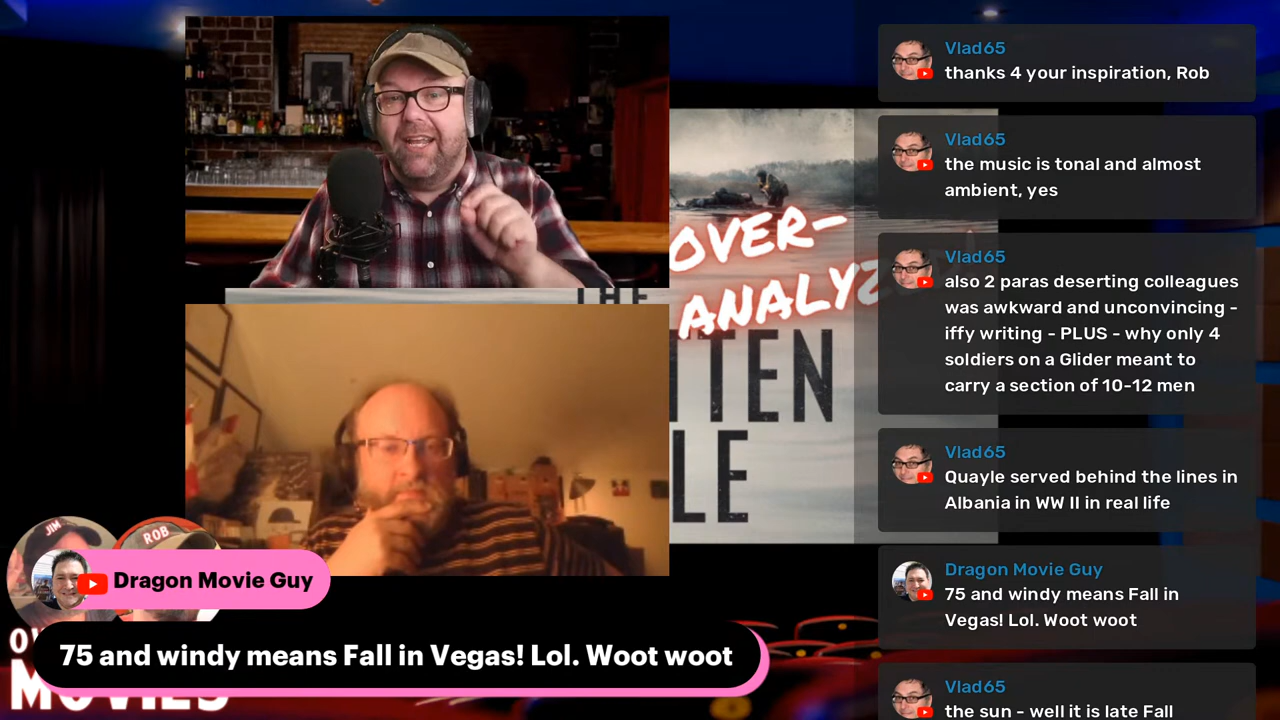 Vlad65
thanks 4 your inspiration, Rob
Vlad65
the music is tonal and almost
ambient, yes
Vlad65
also 2 paras deserting colleagues
was awkward and unconvincing -
iffy writing - PLUS - why only 4
soldiers on a Glider meant to
carry a section of 10-12 men
Vlad65
Quayle served behind the lines in
Albania in WW II in real life
Dragon Movie Guy
75 and windy means Fall in
Vegas! Lol. Woot woot
Vlad65
the sun - well it is late Fall
OVER-
ANALYZ
THE
TTEN
LE
JIM
ROB
Dragon Movie Guy
75 and windy means Fall in Vegas! Lol. Woot woot
MOVIES